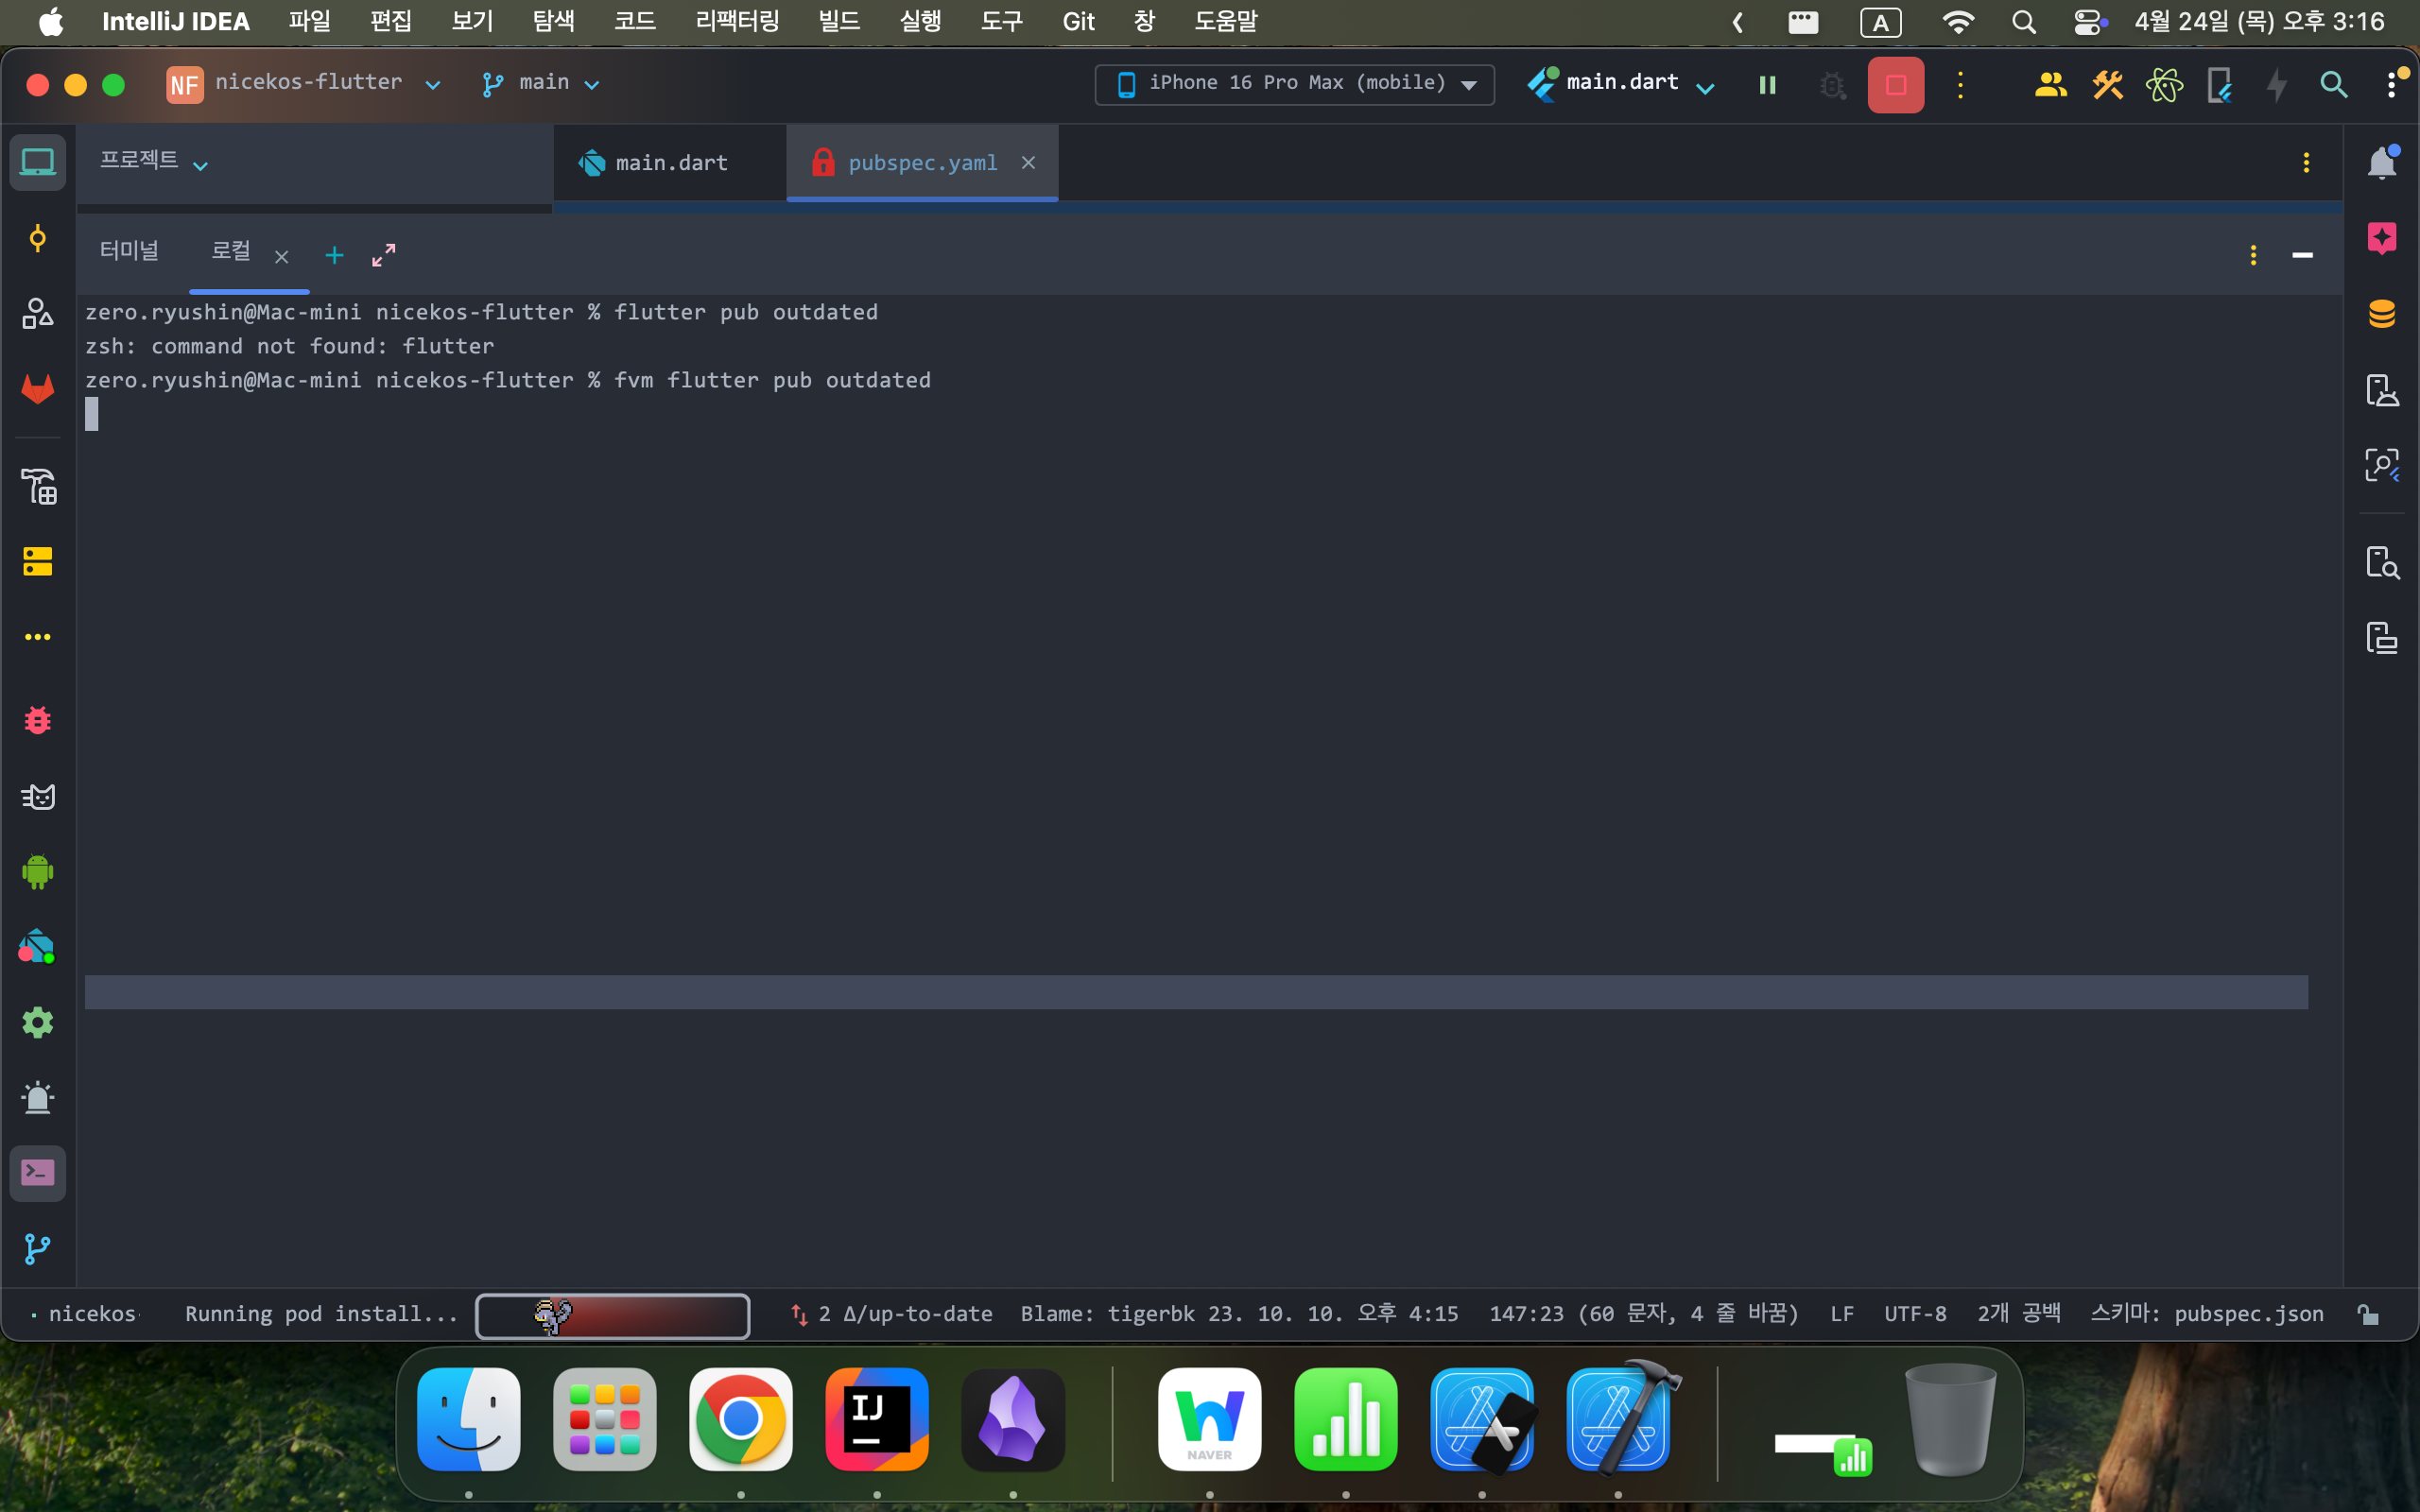 IntelliJ IDEA 파일 편집 보기 탐색 코드 리팩터링 빌드 실행 도구 Git 창 도움말 A 4월 24일 (목) 오후 3:16
NF nicekos-flutter main iPhone 16 Pro Max (mobile) main.dart
프로젝트 main.dart pubspec.yaml
터미널 로컬
zero.ryushin@Mac-mini nicekos-flutter % flutter pub outdated
zsh: command not found: flutter
zero.ryushin@Mac-mini nicekos-flutter % fvm flutter pub outdated
nicekos Running pod install... 2 Δ/up-to-date Blame: tigerbk 23. 10. 10. 오후 4:15 147:23 (60 문자, 4 줄 바꿈) LF UTF-8 2개 공백 스키마: pubspec.json
IJ
NAVER